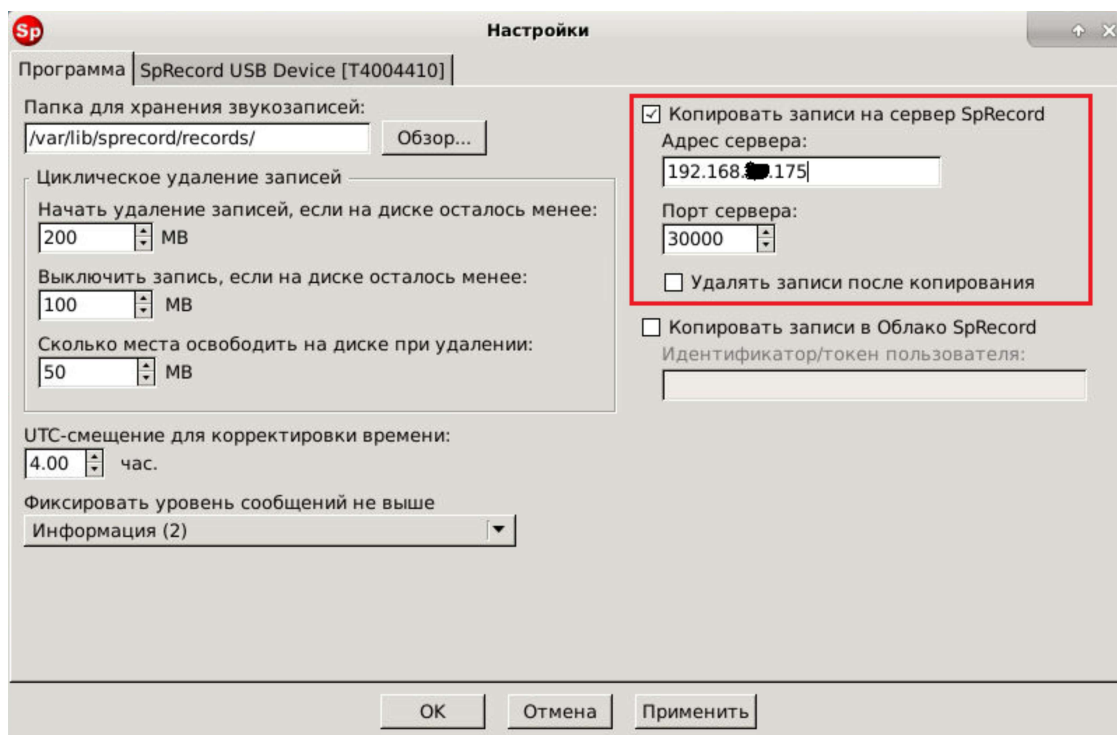 Sp
Настройки
Программа
SpRecord USB Device [T4004410]
Папка для хранения звукозаписей:
/var/lib/sprecord/records/
Обзор...
Циклическое удаление записей
Начать удаление записей, если на диске осталось менее:
200 MB
Выключить запись, если на диске осталось менее:
100 MB
Сколько места освободить на диске при удалении:
50 MB
UTC-смещение для корректировки времени:
4.00 час.
Фиксировать уровень сообщений не выше
Информация (2)
Копировать записи на сервер SpRecord
Адрес сервера:
192.168. .175
Порт сервера:
30000
Удалять записи после копирования
Копировать записи в Облако SpRecord
Идентификатор/токен пользователя:
OK
Отмена
Применить